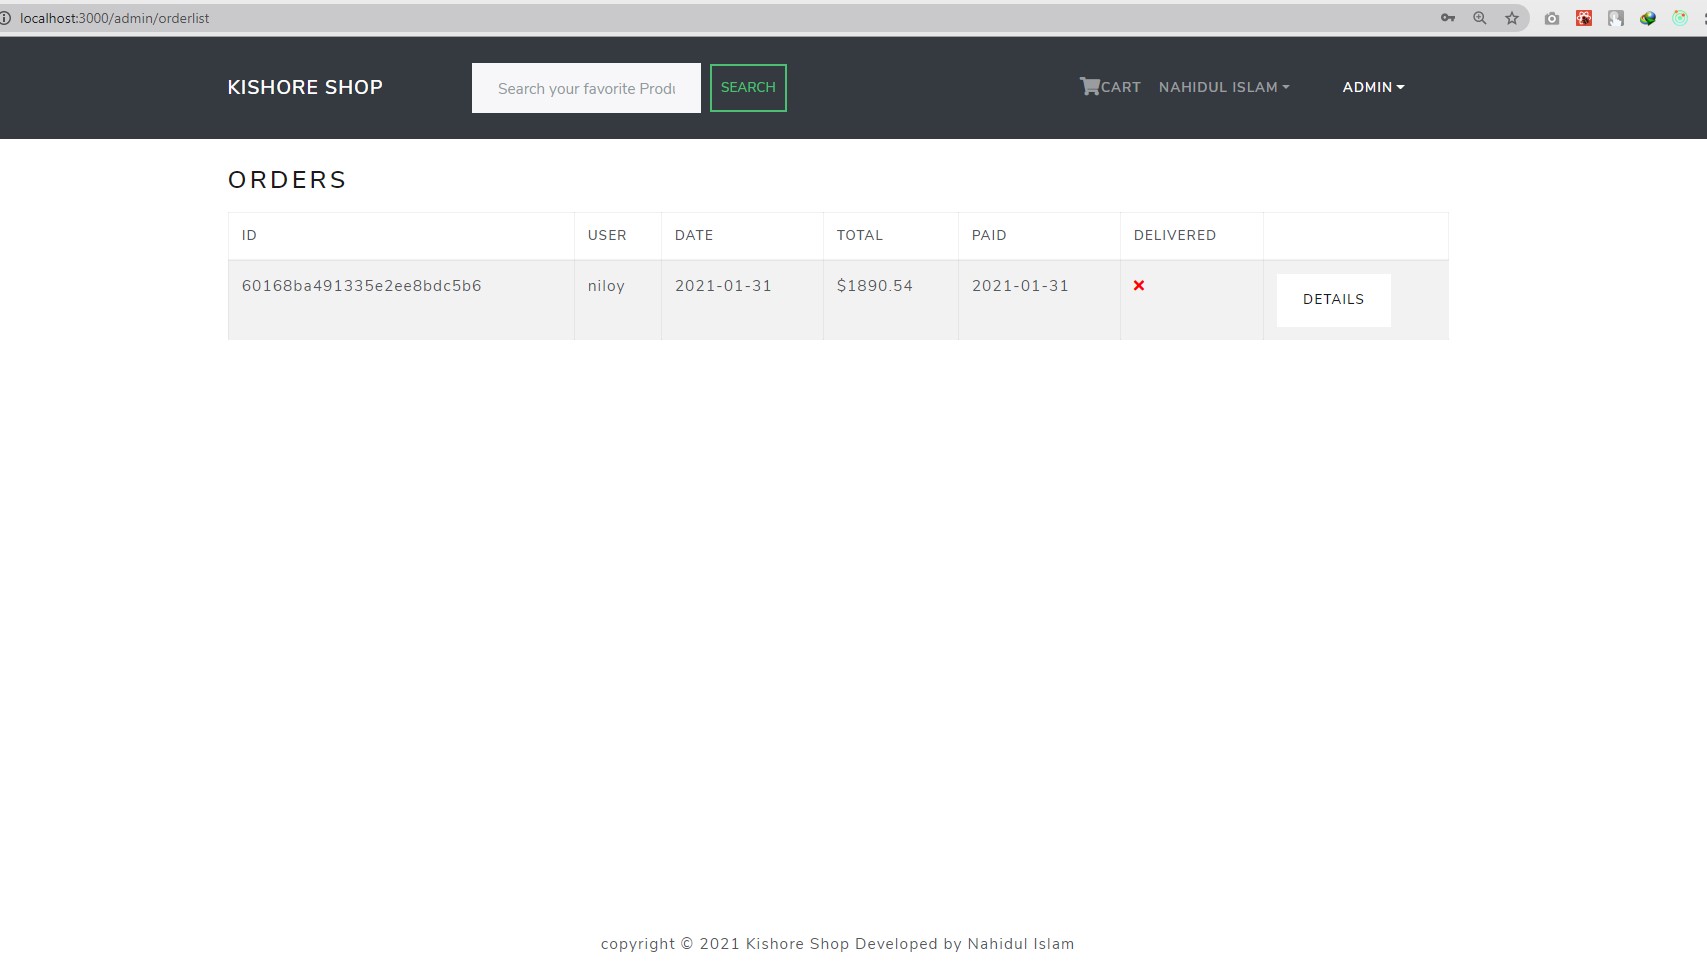 localhost:3000/admin/orderlist
KISHORE SHOP
Search your favorite Produ
SEARCH
CART
NAHIDUL ISLAM
ADMIN
ORDERS
ID USER DATE TOTAL PAID DELIVERED
60168ba491335e2ee8bdc5b6 niloy 2021-01-31 $1890.54 2021-01-31 DETAILS
copyright © 2021 Kishore Shop Developed by Nahidul Islam